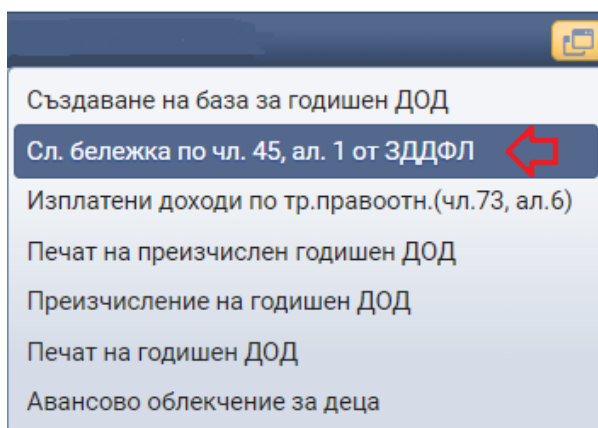 Създаване на база за годишен ДОД
Сл. бележка по чл. 45, ал. 1 от ЗДДФЛ
Изплатени доходи по тр.правоотн.(чл.73, ал.6)
Печат на преизчислен годишен ДОД
Преизчисление на годишен ДОД
Печат на годишен ДОД
Авансово облекчение за деца